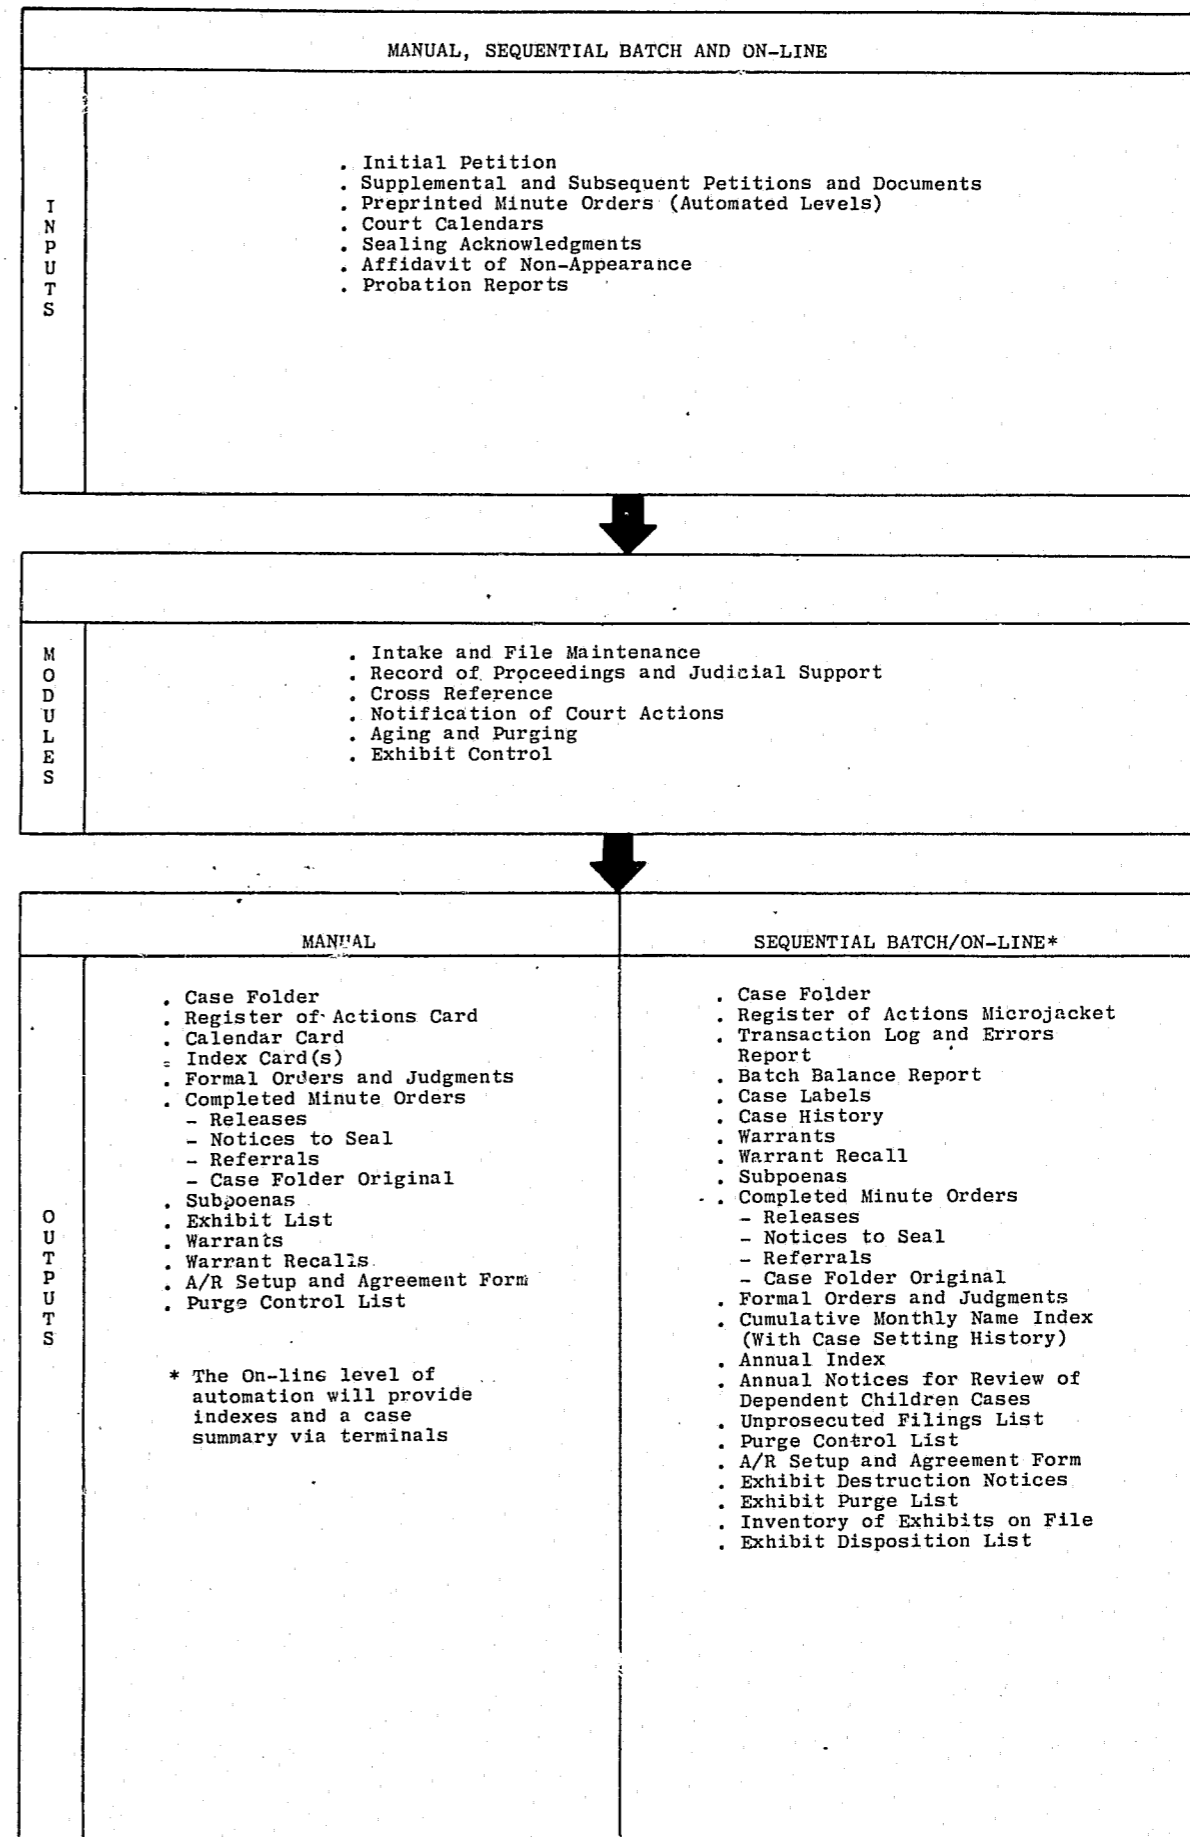 MANUAL, SEQUENTIAL BATCH AND ON-LINE
INPUTS
. Initial Petition
. Supplemental and Subsequent Petitions and Documents
. Preprinted Minute Orders (Automated Levels)
. Court Calendars
. Sealing Acknowledgments
. Affidavit of Non-Appearance
. Probation Reports
MODULES
. Intake and File Maintenance
. Record of Proceedings and Judicial Support
. Cross Reference
. Notification of Court Actions
. Aging and Purging
. Exhibit Control
OUTPUTS
MANUAL
. Case Folder
. Register of Actions Card
. Calendar Card
. Index Card(s)
. Formal Orders and Judgments
. Completed Minute Orders
- Releases
- Notices to Seal
- Referrals
- Case Folder Original
. Subpoenas
. Exhibit List
. Warrants
. Warrant Recalls
. A/R Setup and Agreement Form
. Purge Control List
* The On-line level of
automation will provide
indexes and a case
summary via terminals
SEQUENTIAL BATCH/ON-LINE*
. Case Folder
. Register of Actions Microjacket
. Transaction Log and Errors
Report
. Batch Balance Report
. Case Labels
. Case History
. Warrants
. Warrant Recall
. Subpoenas
. Completed Minute Orders
- Releases
- Notices to Seal
- Referrals
- Case Folder Original
. Formal Orders and Judgments
. Cumulative Monthly Name Index
(With Case Setting History)
. Annual Index
. Annual Notices for Review of
Dependent Children Cases
. Unprosecuted Filings List
. Purge Control List
. A/R Setup and Agreement Form
. Exhibit Destruction Notices
. Exhibit Purge List
. Inventory of Exhibits on File
. Exhibit Disposition List